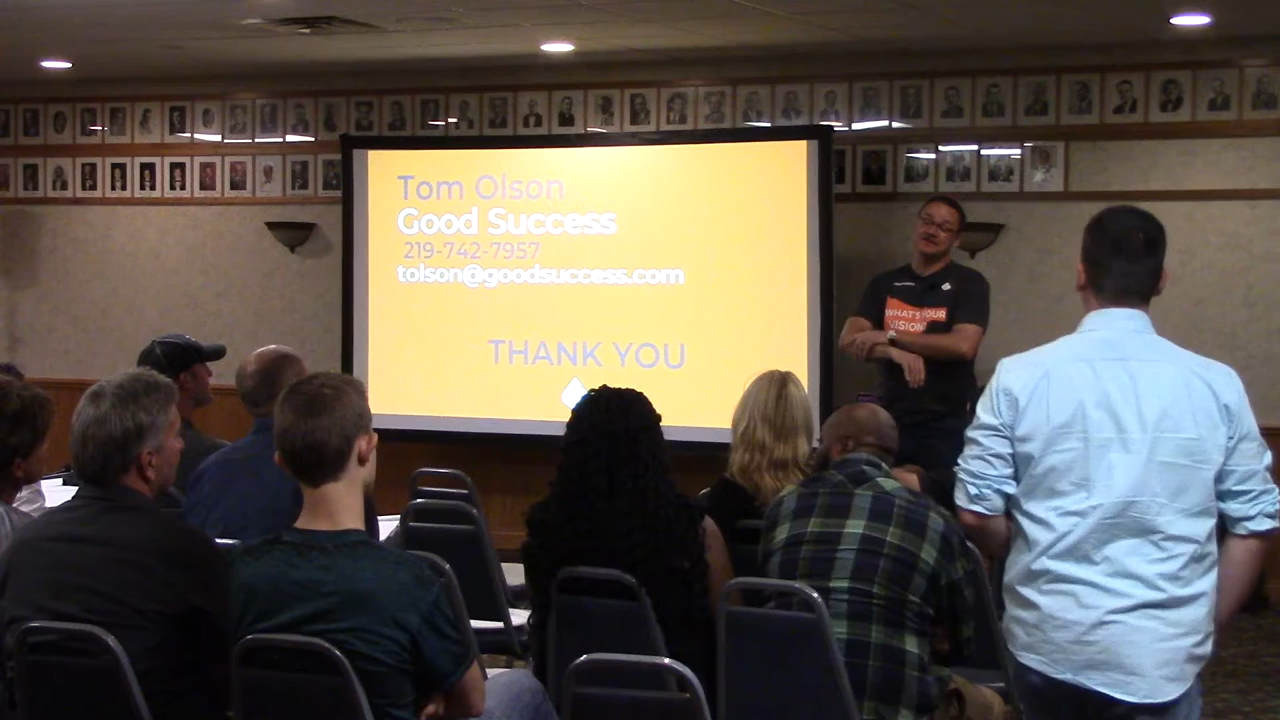 Tom Olson
Good Success
219-742-7957
tolson@goodsuccess.com
THANK YOU
WHAT'S YOUR
VISION?